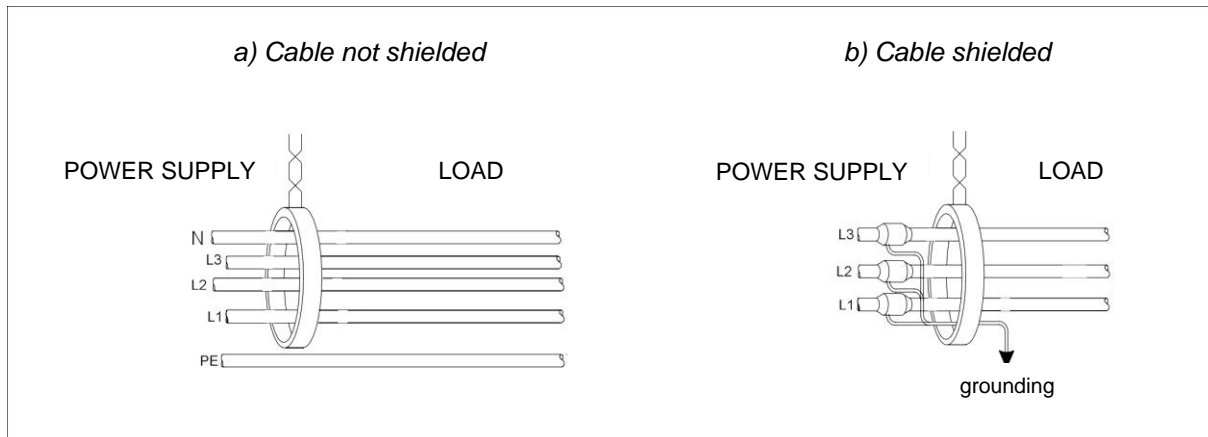 a) Cable not shielded
POWER SUPPLY LOAD
N
L3
L2
L1
PE
b) Cable shielded
POWER SUPPLY LOAD
L3
L2
L1
grounding